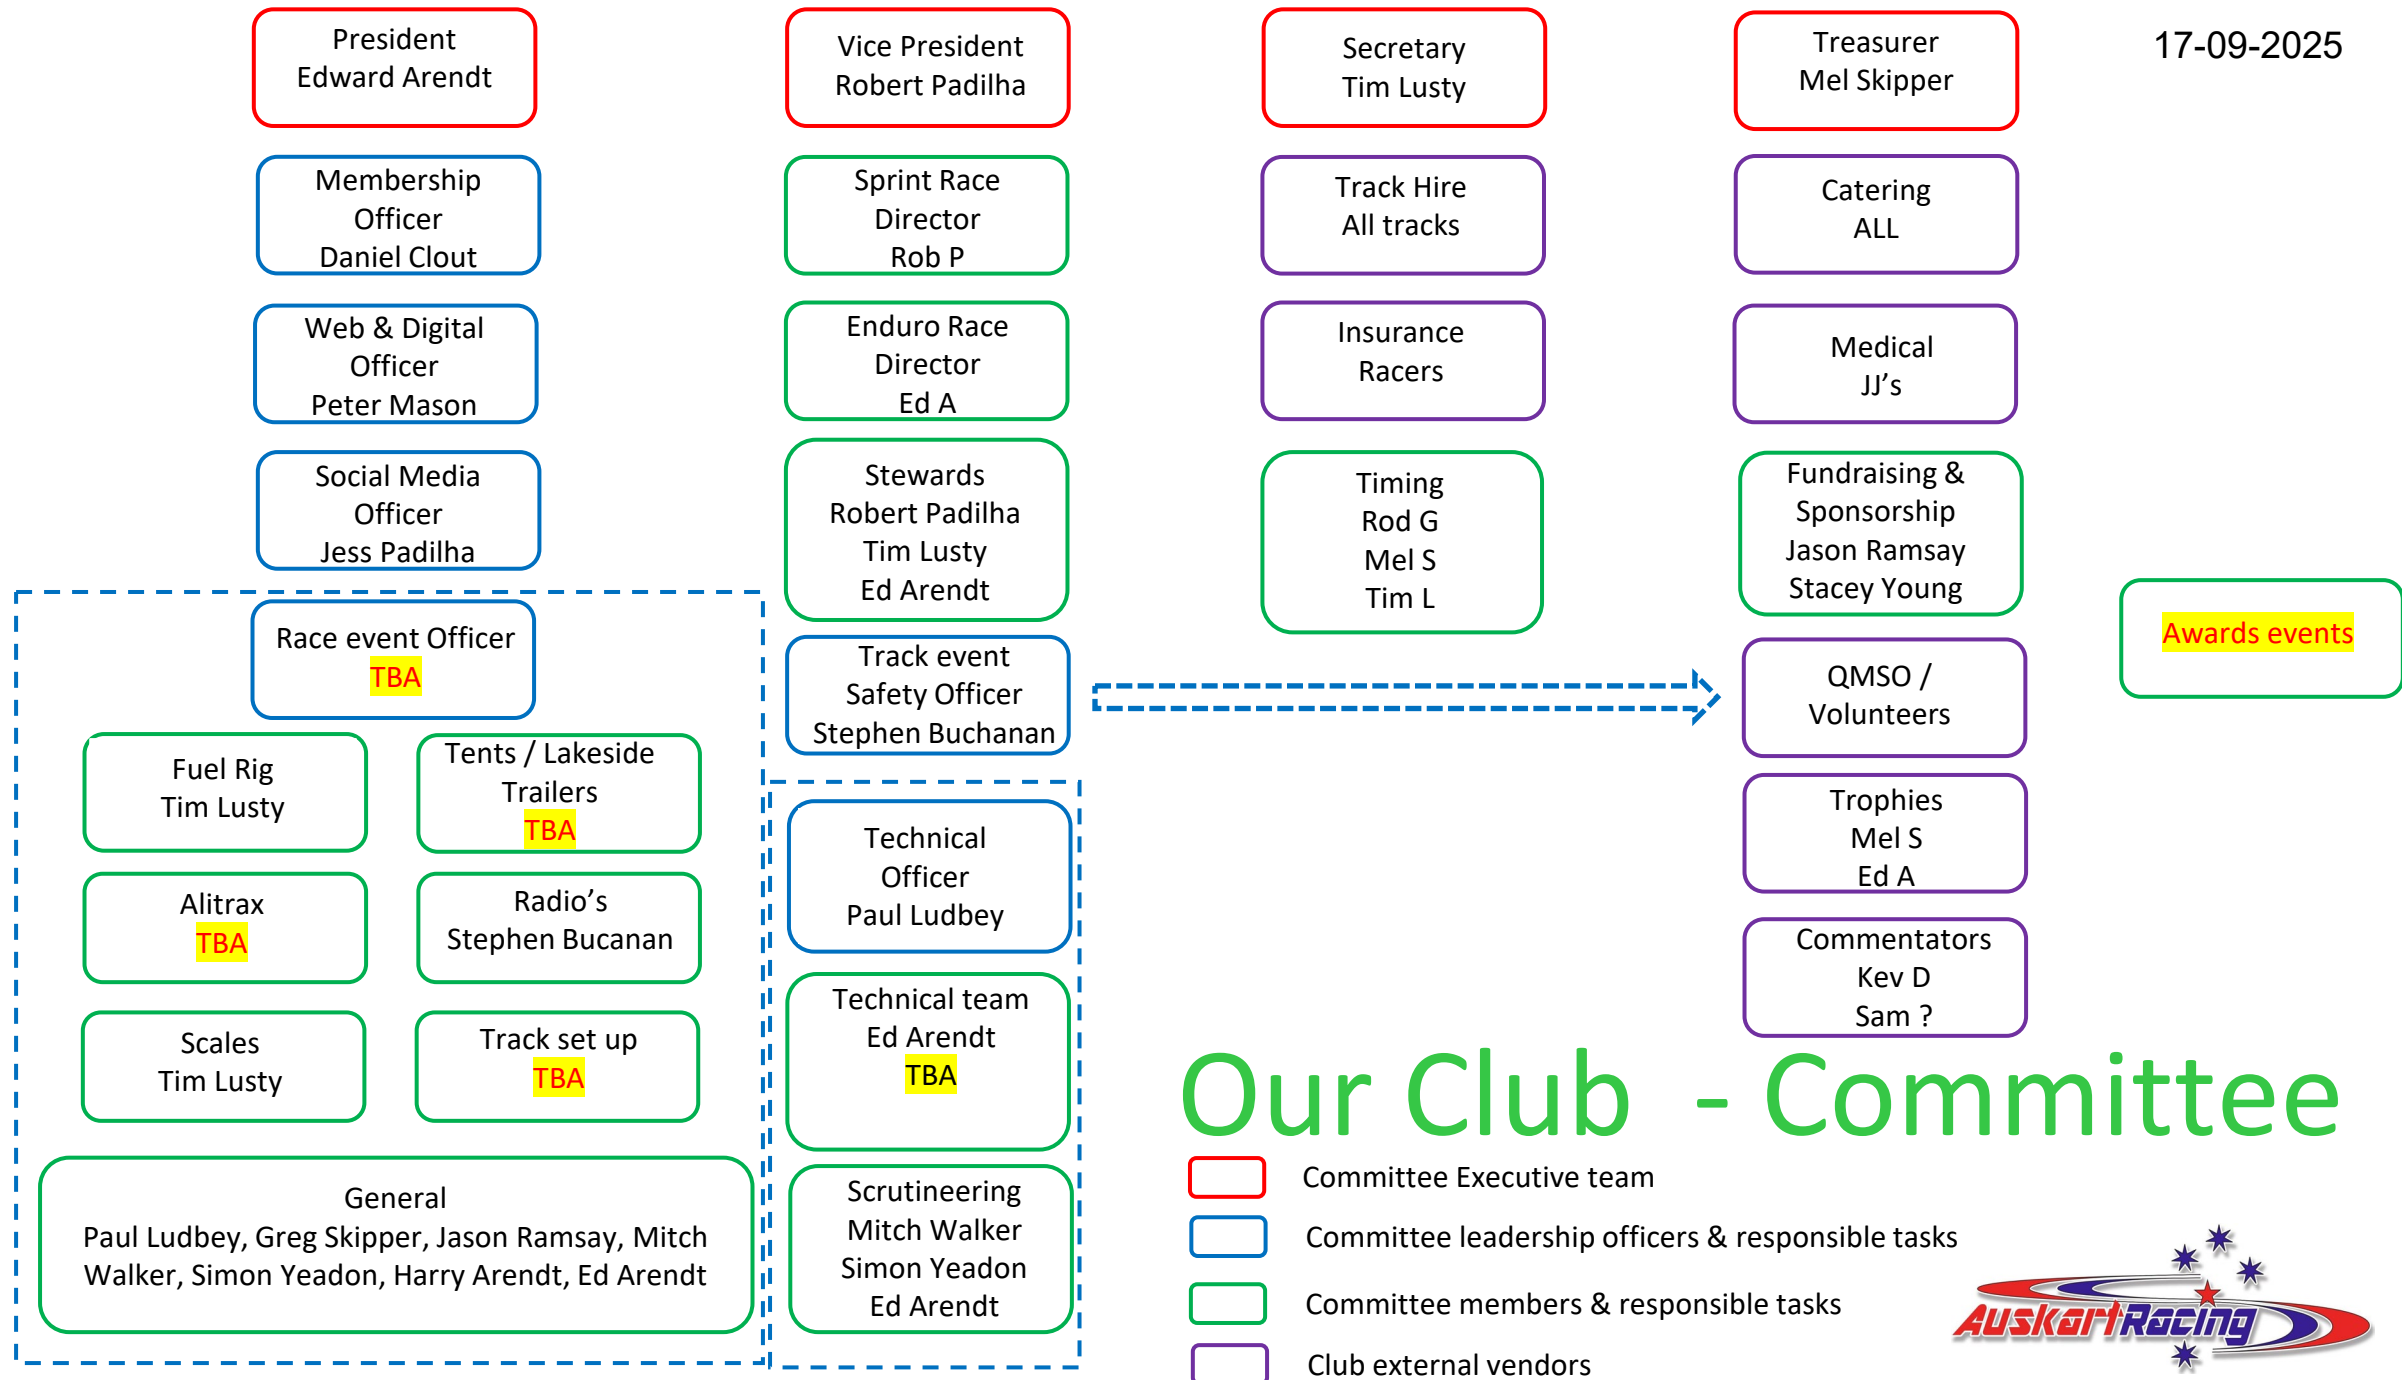 President
Edward Arendt
Vice President
Robert Padilha
Secretary
Tim Lusty
Treasurer
Mel Skipper
17-09-2025
Membership
Officer
Daniel Clout
Sprint Race
Director
Rob P
Track Hire
All tracks
Catering
ALL
Web & Digital
Officer
Peter Mason
Enduro Race
Director
Ed A
Insurance
Racers
Medical
JJ’s
Social Media
Officer
Jess Padilha
Stewards
Robert Padilha
Tim Lusty
Ed Arendt
Timing
Rod G
Mel S
Tim L
Fundraising &
Sponsorship
Jason Ramsay
Stacey Young
Awards events
Race event Officer
TBA
Track event
Safety Officer
Stephen Buchanan
QMSO /
Volunteers
Fuel Rig
Tim Lusty
Tents / Lakeside
Trailers
TBA
Technical
Officer
Paul Ludbey
Trophies
Mel S
Ed A
Alitrax
TBA
Radio’s
Stephen Bucanan
Commentators
Kev D
Sam ?
Scales
Tim Lusty
Track set up
TBA
Technical team
Ed Arendt
TBA
General
Paul Ludbey, Greg Skipper, Jason Ramsay, Mitch
Walker, Simon Yeadon, Harry Arendt, Ed Arendt
Scrutineering
Mitch Walker
Simon Yeadon
Ed Arendt
Our Club - Committee
Committee Executive team
Committee leadership officers & responsible tasks
Committee members & responsible tasks
Club external vendors
AuskartRacing